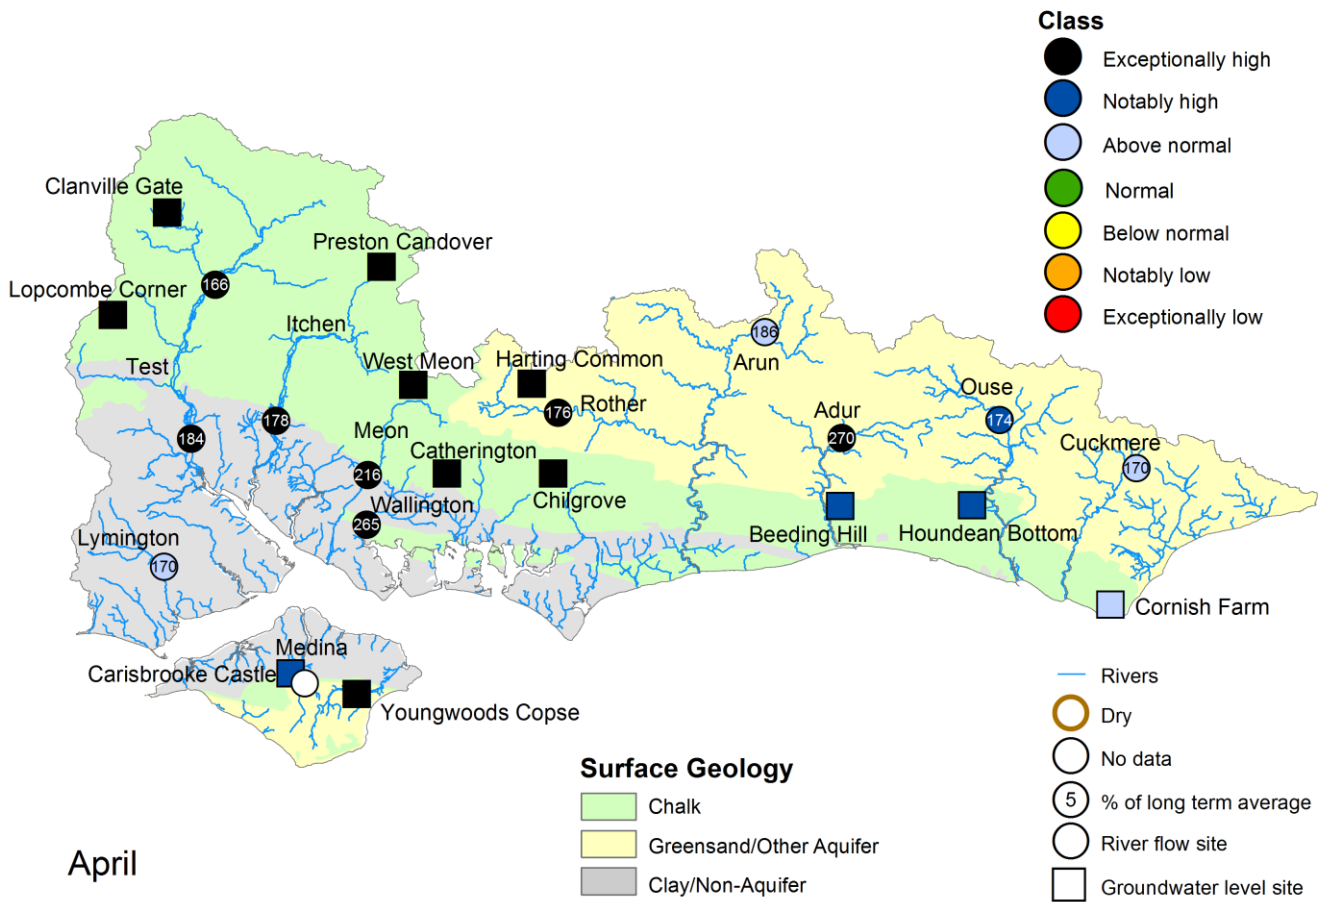 Class
Exceptionally high
Notably high
Above normal
Normal
Below normal
Notably low
Exceptionally low
Clanville Gate
Preston Candover
166
Lopcombe Corner
Itchen
186
Test
West Meon
Harting Common
Arun
Ouse
176
Rother
Adur
178
174
184
Meon
270
Cuckmere
Catherington
170
216
Wallington
Chilgrove
265
Beeding Hill
Houndean Bottom
Lymington
170
Cornish Farm
Medina
Carisbrooke Castle
Youngwoods Copse
Rivers
Dry
No data
5
% of long term average
River flow site
Groundwater level site
Surface Geology
Chalk
Greensand/Other Aquifer
Clay/Non-Aquifer
April